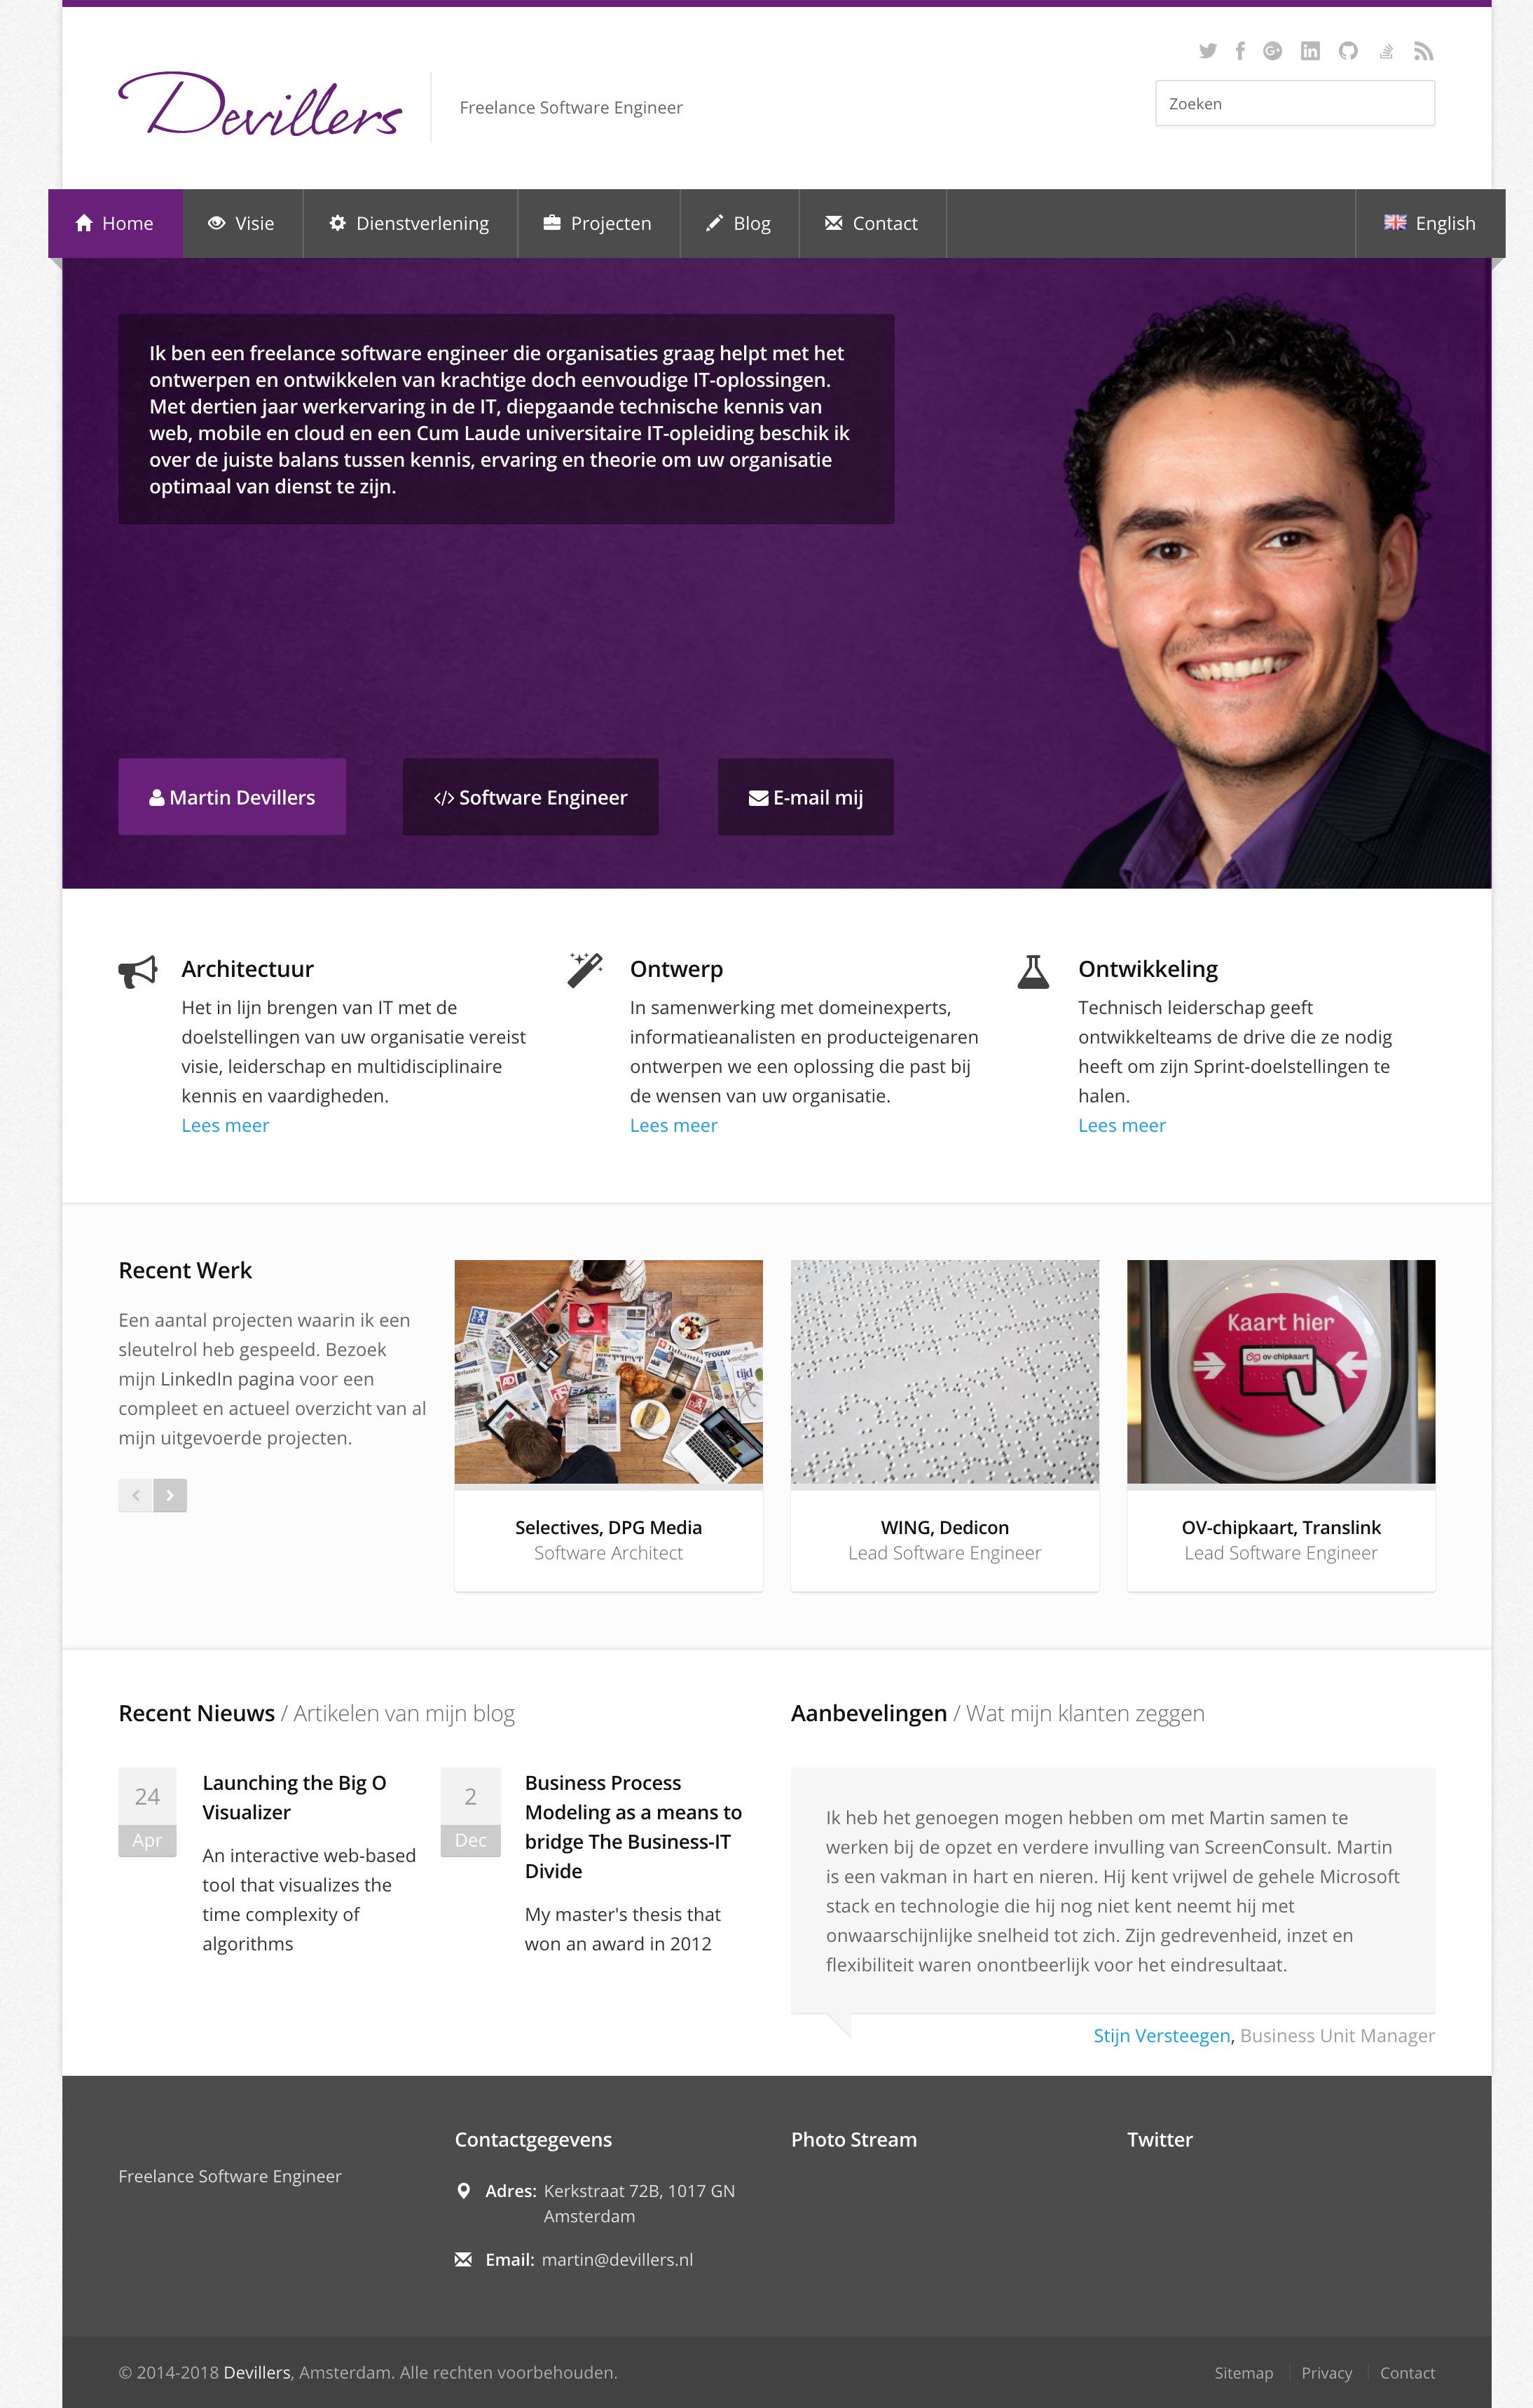 Devillers
Freelance Software Engineer
Zoeken
Home
Visie
Dienstverlening
Projecten
Blog
Contact
English
Ik ben een freelance software engineer die organisaties graag helpt met het
ontwerpen en ontwikkelen van krachtige doch eenvoudige IT-oplossingen.
Met dertien jaar werkervaring in de IT, diepgaande technische kennis van
web, mobile en cloud en een Cum Laude universitaire IT-opleiding beschik ik
over de juiste balans tussen kennis, ervaring en theorie om uw organisatie
optimaal van dienst te zijn.
Martin Devillers
</> Software Engineer
E-mail mij
Architectuur
Het in lijn brengen van IT met de
doelstellingen van uw organisatie vereist
visie, leiderschap en multidisciplinaire
kennis en vaardigheden.
Lees meer
Ontwerp
In samenwerking met domeinexperts,
informatieanalisten en producteigenaren
ontwerpen we een oplossing die past bij
de wensen van uw organisatie.
Lees meer
Ontwikkeling
Technisch leiderschap geeft
ontwikkelteams de drive die ze nodig
heeft om zijn Sprint-doelstellingen te
halen.
Lees meer
Recent Werk
Een aantal projecten waarin ik een
sleutelrol heb gespeeld. Bezoek
mijn LinkedIn pagina voor een
compleet en actueel overzicht van al
mijn uitgevoerde projecten.
tijd
AD
Selectives, DPG Media
Software Architect
WING, Dedicon
Lead Software Engineer
Kaart hier
ov-chipkaart
OV-chipkaart, Translink
Lead Software Engineer
Recent Nieuws / Artikelen van mijn blog
24
Apr
Launching the Big O
Visualizer
An interactive web-based
tool that visualizes the
time complexity of
algorithms
2
Dec
Business Process
Modeling as a means to
bridge The Business-IT
Divide
My master's thesis that
won an award in 2012
Aanbevelingen / Wat mijn klanten zeggen
Ik heb het genoegen mogen hebben om met Martin samen te
werken bij de opzet en verdere invulling van ScreenConsult. Martin
is een vakman in hart en nieren. Hij kent vrijwel de gehele Microsoft
stack en technologie die hij nog niet kent neemt hij met
onwaarschijnlijke snelheid tot zich. Zijn gedrevenheid, inzet en
flexibiliteit waren onontbeerlijk voor het eindresultaat.
Stijn Versteegen, Business Unit Manager
Freelance Software Engineer
Contactgegevens
Adres: Kerkstraat 72B, 1017 GN
Amsterdam
Email: martin@devillers.nl
Photo Stream
Twitter
© 2014-2018 Devillers, Amsterdam. Alle rechten voorbehouden.
Sitemap
Privacy
Contact